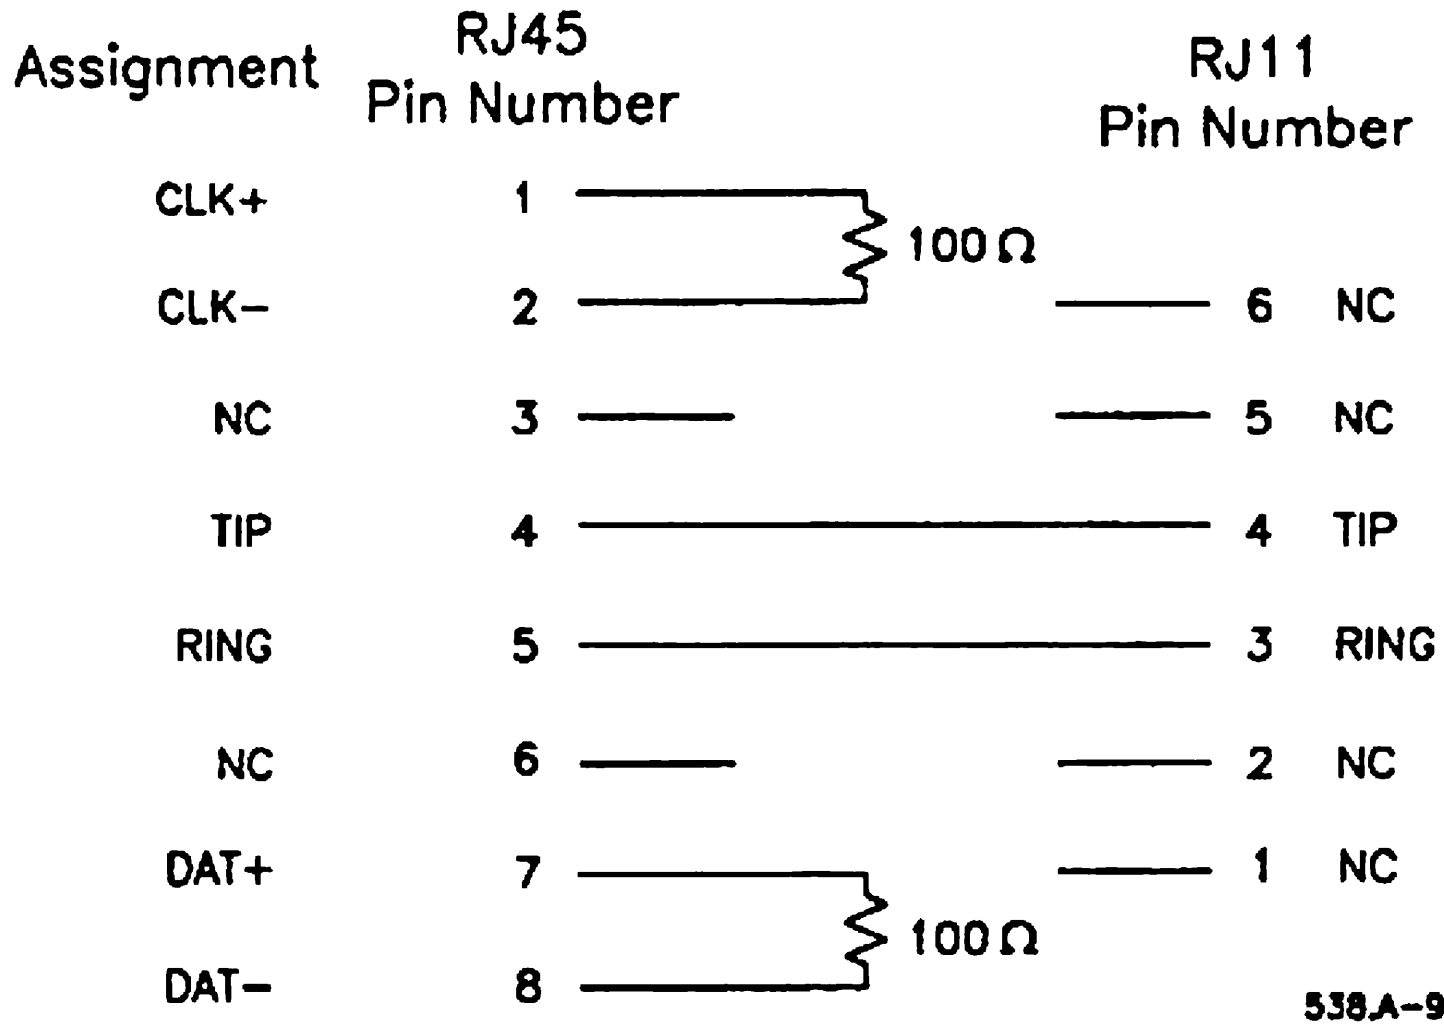 Assignment
RJ45
Pin Number
RJ11
Pin Number
CLK+ 1
100Ω
CLK− 2 6 NC
NC 3 5 NC
TIP 4 4 TIP
RING 5 3 RING
NC 6 2 NC
DAT+ 7 1 NC
100Ω
DAT− 8
538.A−9